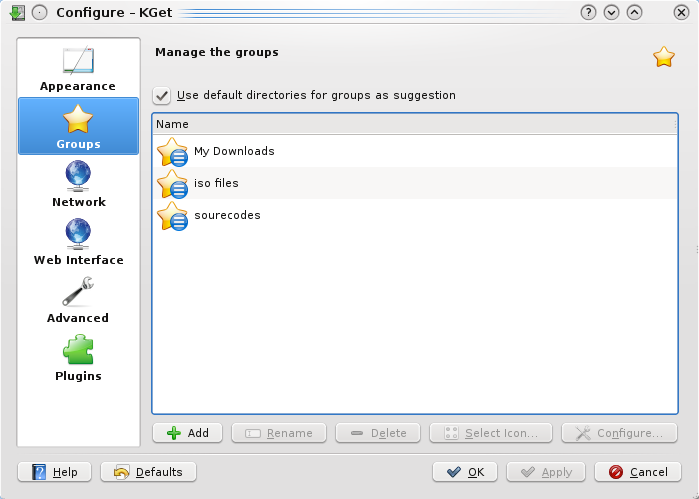 Configure – KGet
Manage the groups
Appearance
Use default directories for groups as suggestion
Groups
Name
My Downloads
iso files
sourecodes
Network
Web Interface
Advanced
Plugins
Add
Rename
Delete
Select Icon...
Configure...
Help
Defaults
OK
Apply
Cancel